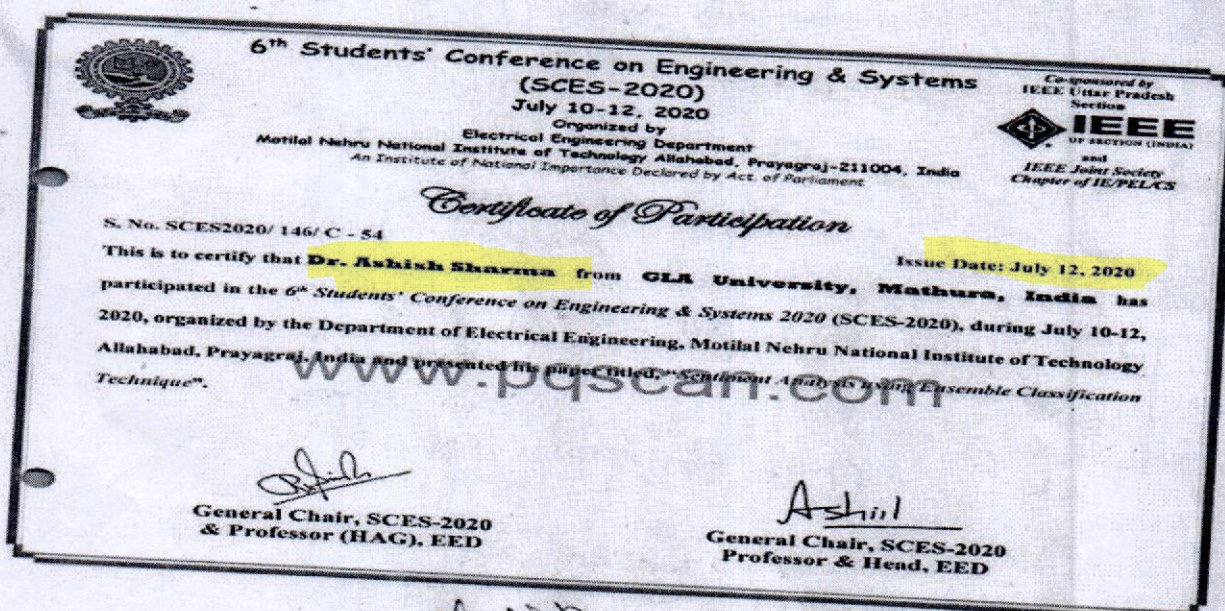 6th Students' Conference on Engineering & Systems
(SCES-2020)
July 10-12, 2020
Organized by
Electrical Engineering Department
Motilal Nehru National Institute of Technology Allahabad, Prayagraj-211004, India
An Institute of National Importance Declared by Act. of Parliament
Co-sponsored by
IEEE Uttar Pradesh
Section
IEEE
UP SECTION (INDIA)
and
IEEE Joint Society
Chapter of IE/PEL/CS
Certificate of Participation
S. No. SCES2020/ 146/ C - 54
Issue Date: July 12, 2020
This is to certify that Dr. Ashish Sharma from GLA University, Mathura, India has
participated in the 6th Students' Conference on Engineering & Systems 2020 (SCES-2020), during July 10-12,
2020, organized by the Department of Electrical Engineering, Motilal Nehru National Institute of Technology
Allahabad, Prayagraj, India and presented his paper titled, "Sentiment Analysis using Ensemble Classification
Technique".
www.pqscan.com
General Chair, SCES-2020
& Professor (HAG), EED
General Chair, SCES-2020
Professor & Head, EED